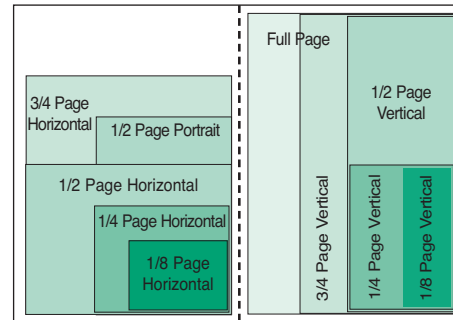 3/4 Page
Horizontal
1/2 Page Portrait
1/2 Page Horizontal
1/4 Page Horizontal
1/8 Page
Horizontal
Full Page
1/2 Page
Vertical
3/4 Page Vertical
1/4 Page Vertical
1/8 Page Vertical